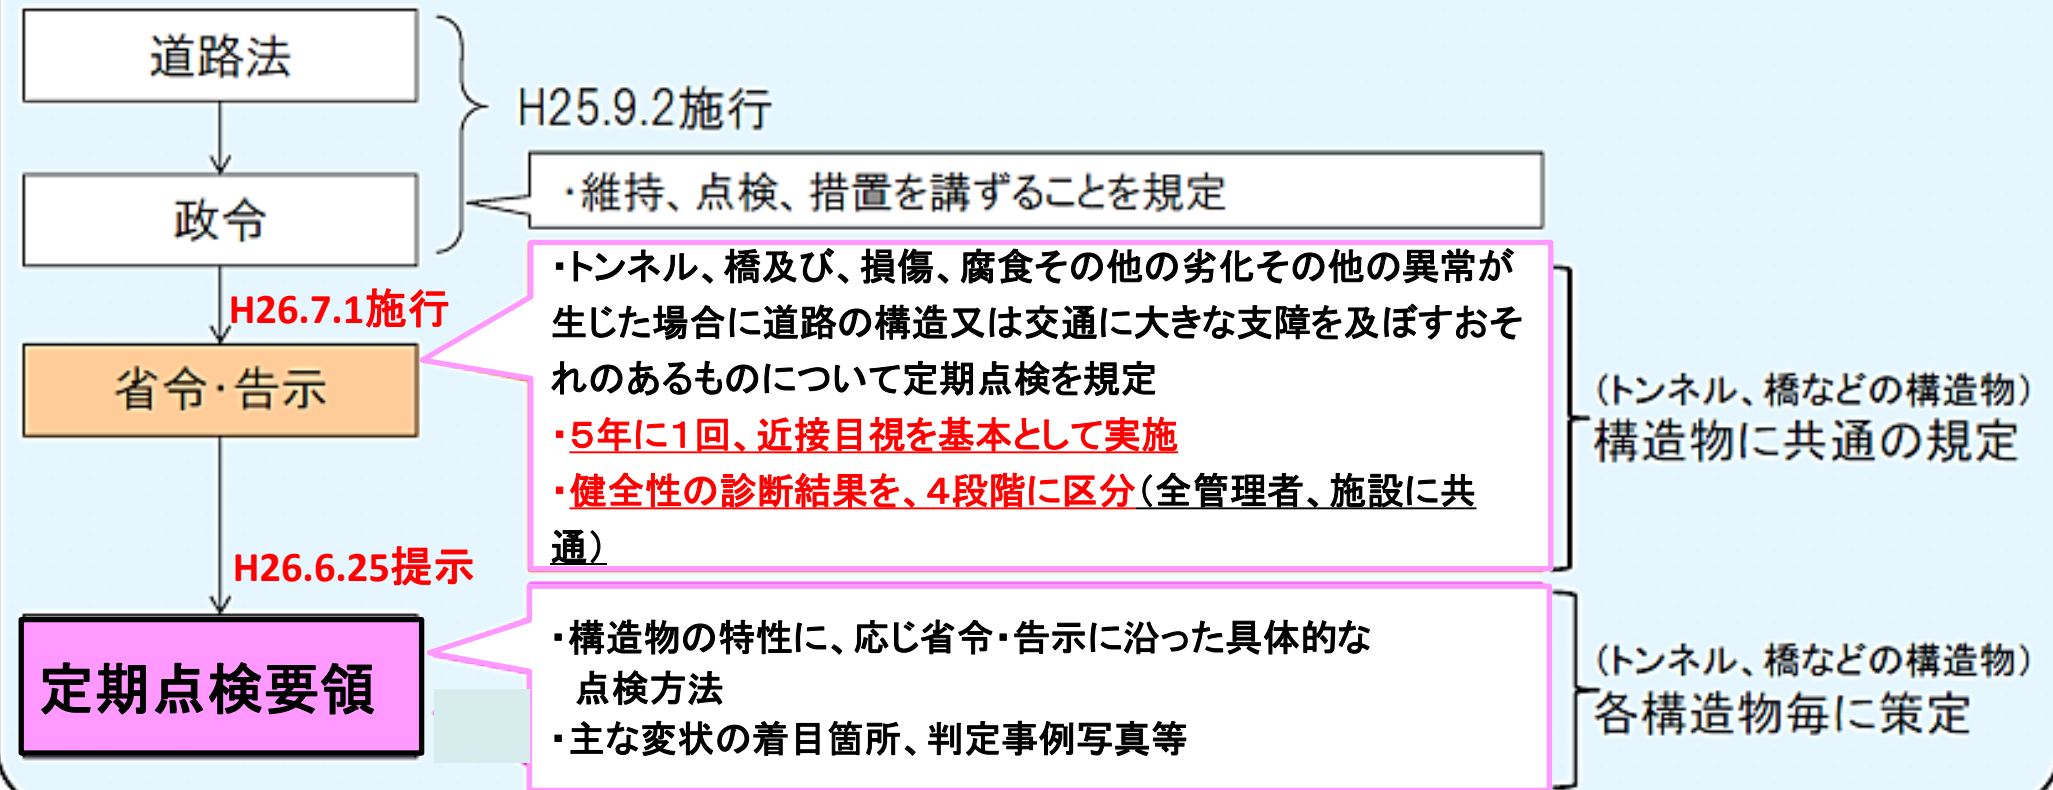 道路法
H25.9.2施行
・維持、点検、措置を講ずることを規定
政令
H26.7.1施行
・トンネル、橋及び、損傷、腐食その他の劣化その他の異常が
生じた場合に道路の構造又は交通に大きな支障を及ぼすおそ
れのあるものについて定期点検を規定
・５年に１回、近接目視を基本として実施
・健全性の診断結果を、４段階に区分（全管理者、施設に共
通）
省令・告示
（トンネル、橋などの構造物）
構造物に共通の規定
H26.6.25提示
定期点検要領
・構造物の特性に、応じ省令・告示に沿った具体的な
点検方法
・主な変状の着目箇所、判定事例写真等
（トンネル、橋などの構造物）
各構造物毎に策定